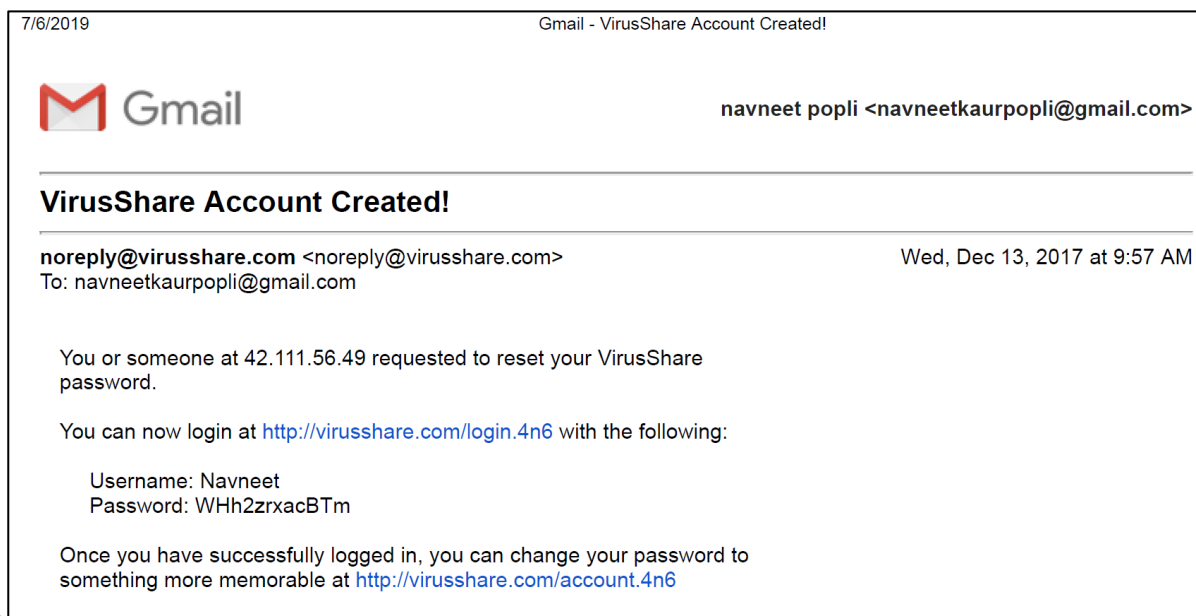 7/6/2019 Gmail - VirusShare Account Created!
Gmail navneet popli <navneetkaurpopli@gmail.com>
VirusShare Account Created!
noreply@virusshare.com <noreply@virusshare.com> Wed, Dec 13, 2017 at 9:57 AM
To: navneetkaurpopli@gmail.com
You or someone at 42.111.56.49 requested to reset your VirusShare
password.
You can now login at http://virusshare.com/login.4n6 with the following:
Username: Navneet
Password: WHh2zrxacBTm
Once you have successfully logged in, you can change your password to
something more memorable at http://virusshare.com/account.4n6